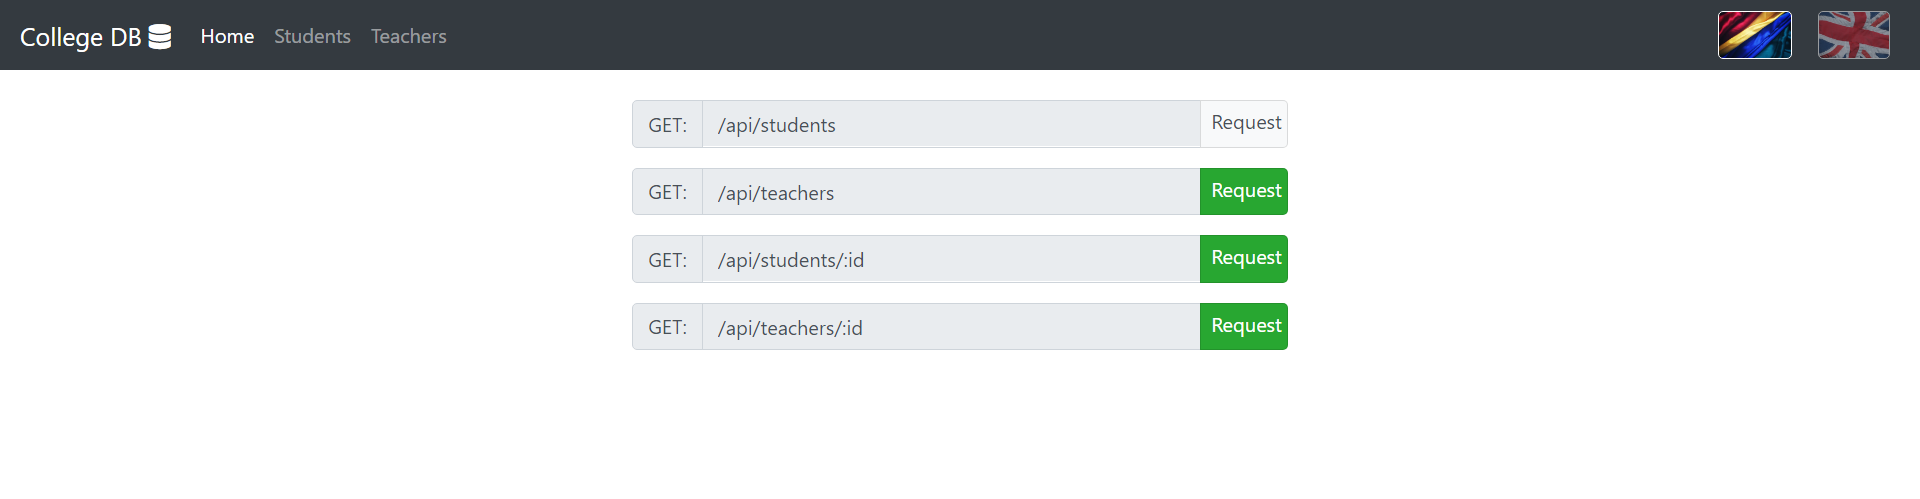 College DB Home Students Teachers
GET: /api/students Request
GET: /api/teachers Request
GET: /api/students/:id Request
GET: /api/teachers/:id Request